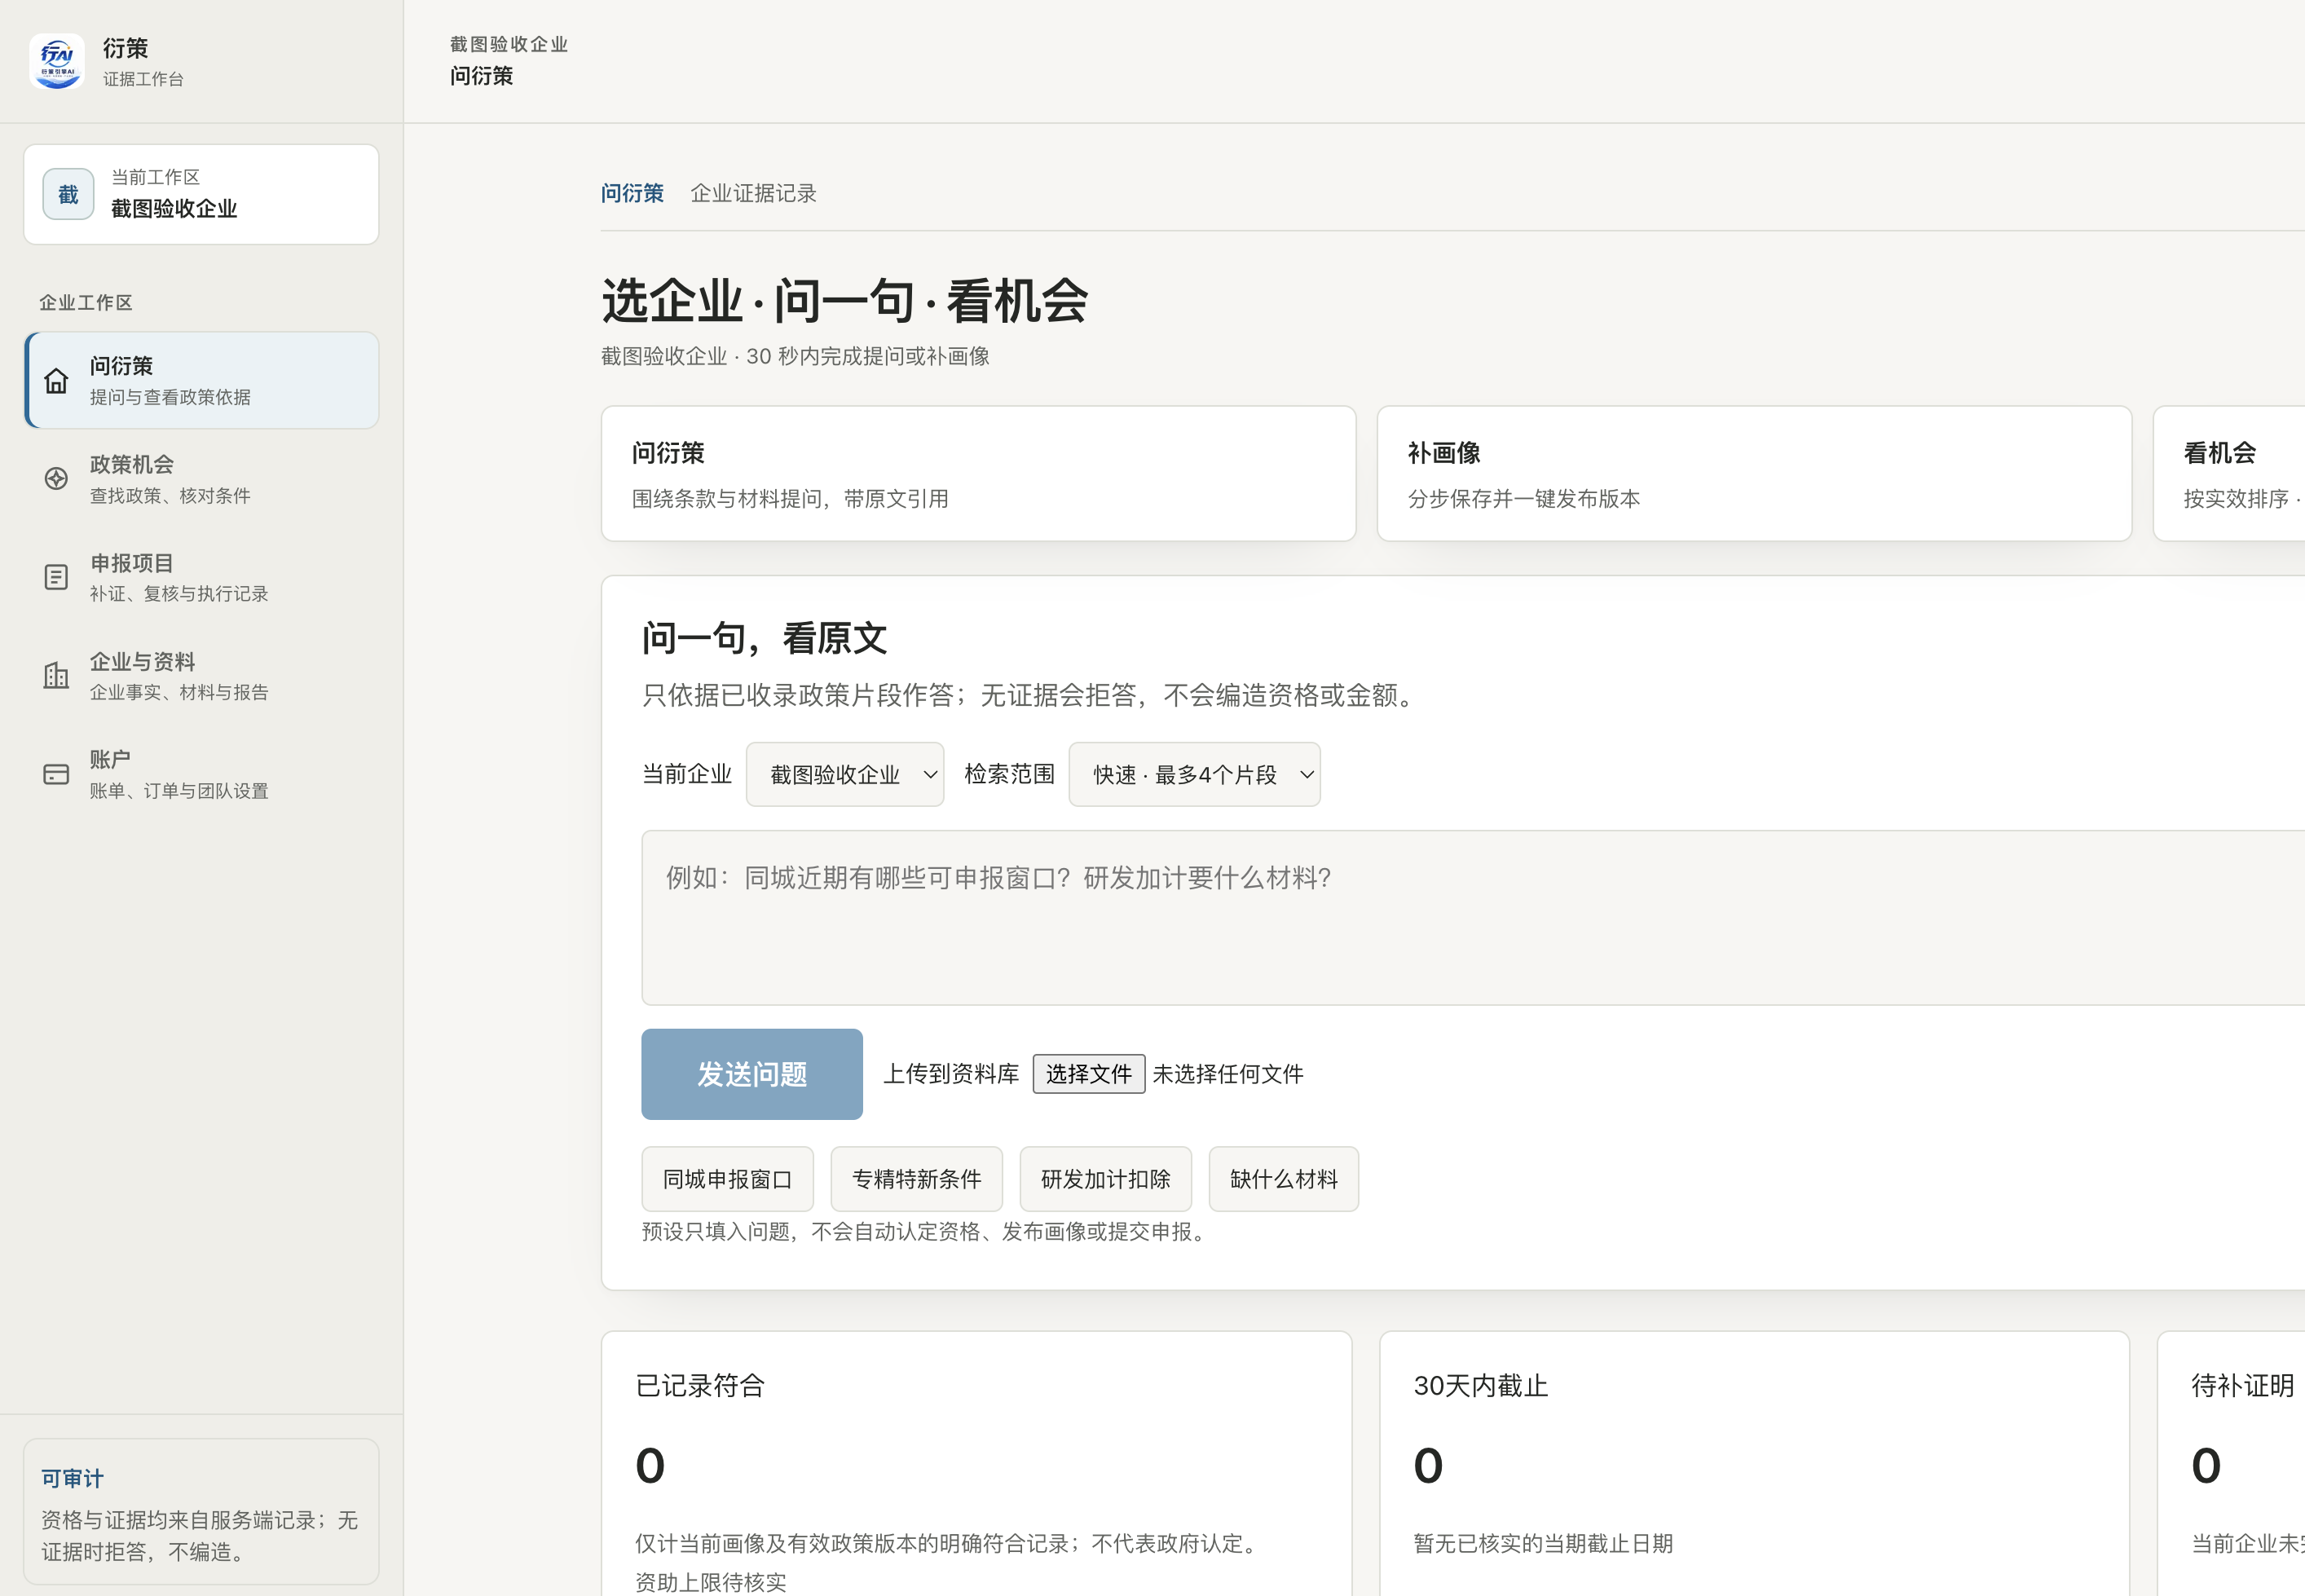 衍策
证据工作台
截图验收企业
问衍策
截
当前工作区
截图验收企业
企业工作区
问衍策
提问与查看政策依据
政策机会
查找政策、核对条件
申报项目
补证、复核与执行记录
企业与资料
企业事实、材料与报告
账户
账单、订单与团队设置
可审计
资格与证据均来自服务端记录；无
证据时拒答，不编造。
问衍策 企业证据记录
选企业·问一句·看机会
截图验收企业 · 30 秒内完成提问或补画像
问衍策
围绕条款与材料提问，带原文引用
补画像
分步保存并一键发布版本
看机会
按实效排序 ·
问一句，看原文
只依据已收录政策片段作答；无证据会拒答，不会编造资格或金额。
当前企业 截图验收企业 检索范围 快速 · 最多4个片段
例如：同城近期有哪些可申报窗口？研发加计要什么材料？
发送问题 上传到资料库 选择文件 未选择任何文件
同城申报窗口 专精特新条件 研发加计扣除 缺什么材料
预设只填入问题，不会自动认定资格、发布画像或提交申报。
已记录符合
0
仅计当前画像及有效政策版本的明确符合记录；不代表政府认定。
资助上限待核实
30天内截止
0
暂无已核实的当期截止日期
待补证明
0
当前企业未